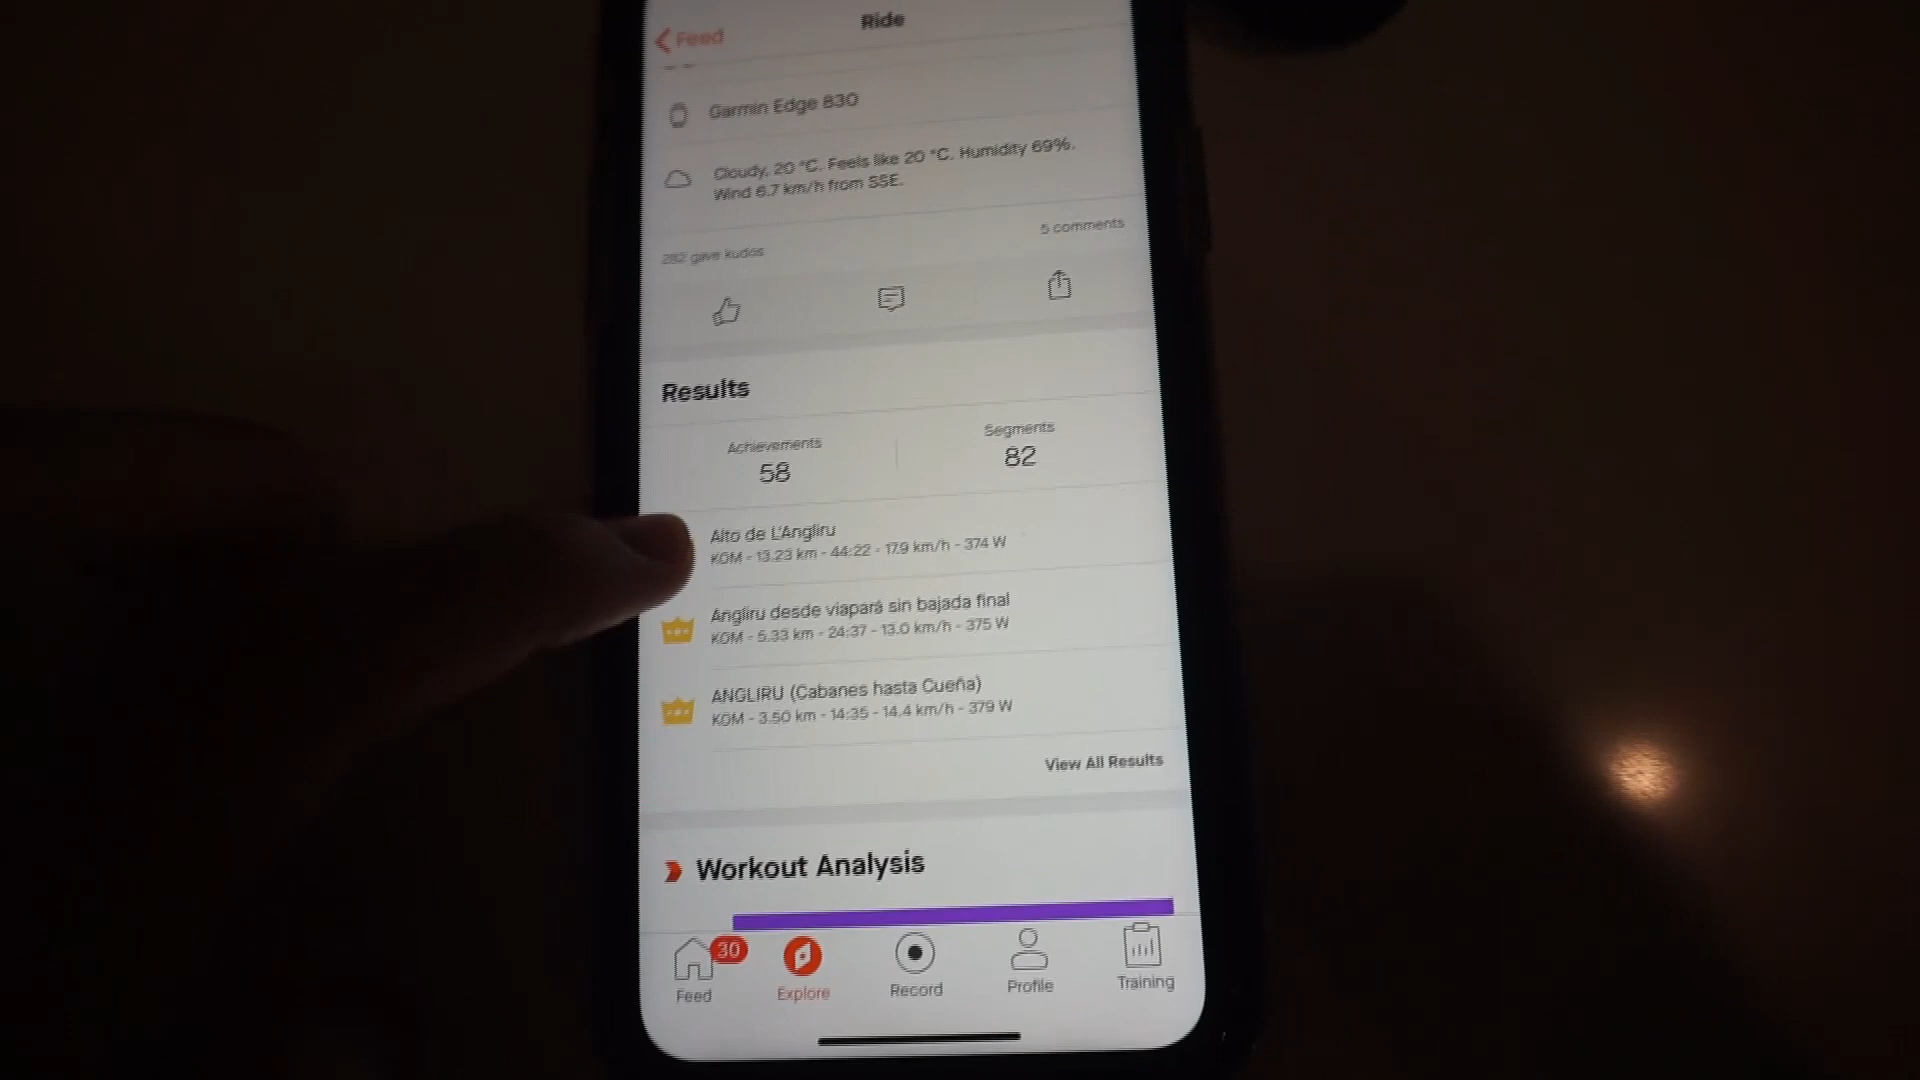 Feed
Ride
Garmin Edge 830
Cloudy, 20 °C. Feels like 20 °C. Humidity 69%.
Wind 6.7 km/h from SSE.
282 gave kudos
5 comments
Results
Achievements
58
Segments
82
Alto de L'Angliru
KOM - 13.23 km - 44:22 - 17.9 km/h - 374 W
Angliru desde viapará sin bajada final
KOM - 5.33 km - 24:37 - 13.0 km/h - 375 W
ANGLIRU (Cabanes hasta Cueña)
KOM - 3.50 km - 14:35 - 14.4 km/h - 379 W
View All Results
Workout Analysis
30
Feed
Explore
Record
Profile
Training